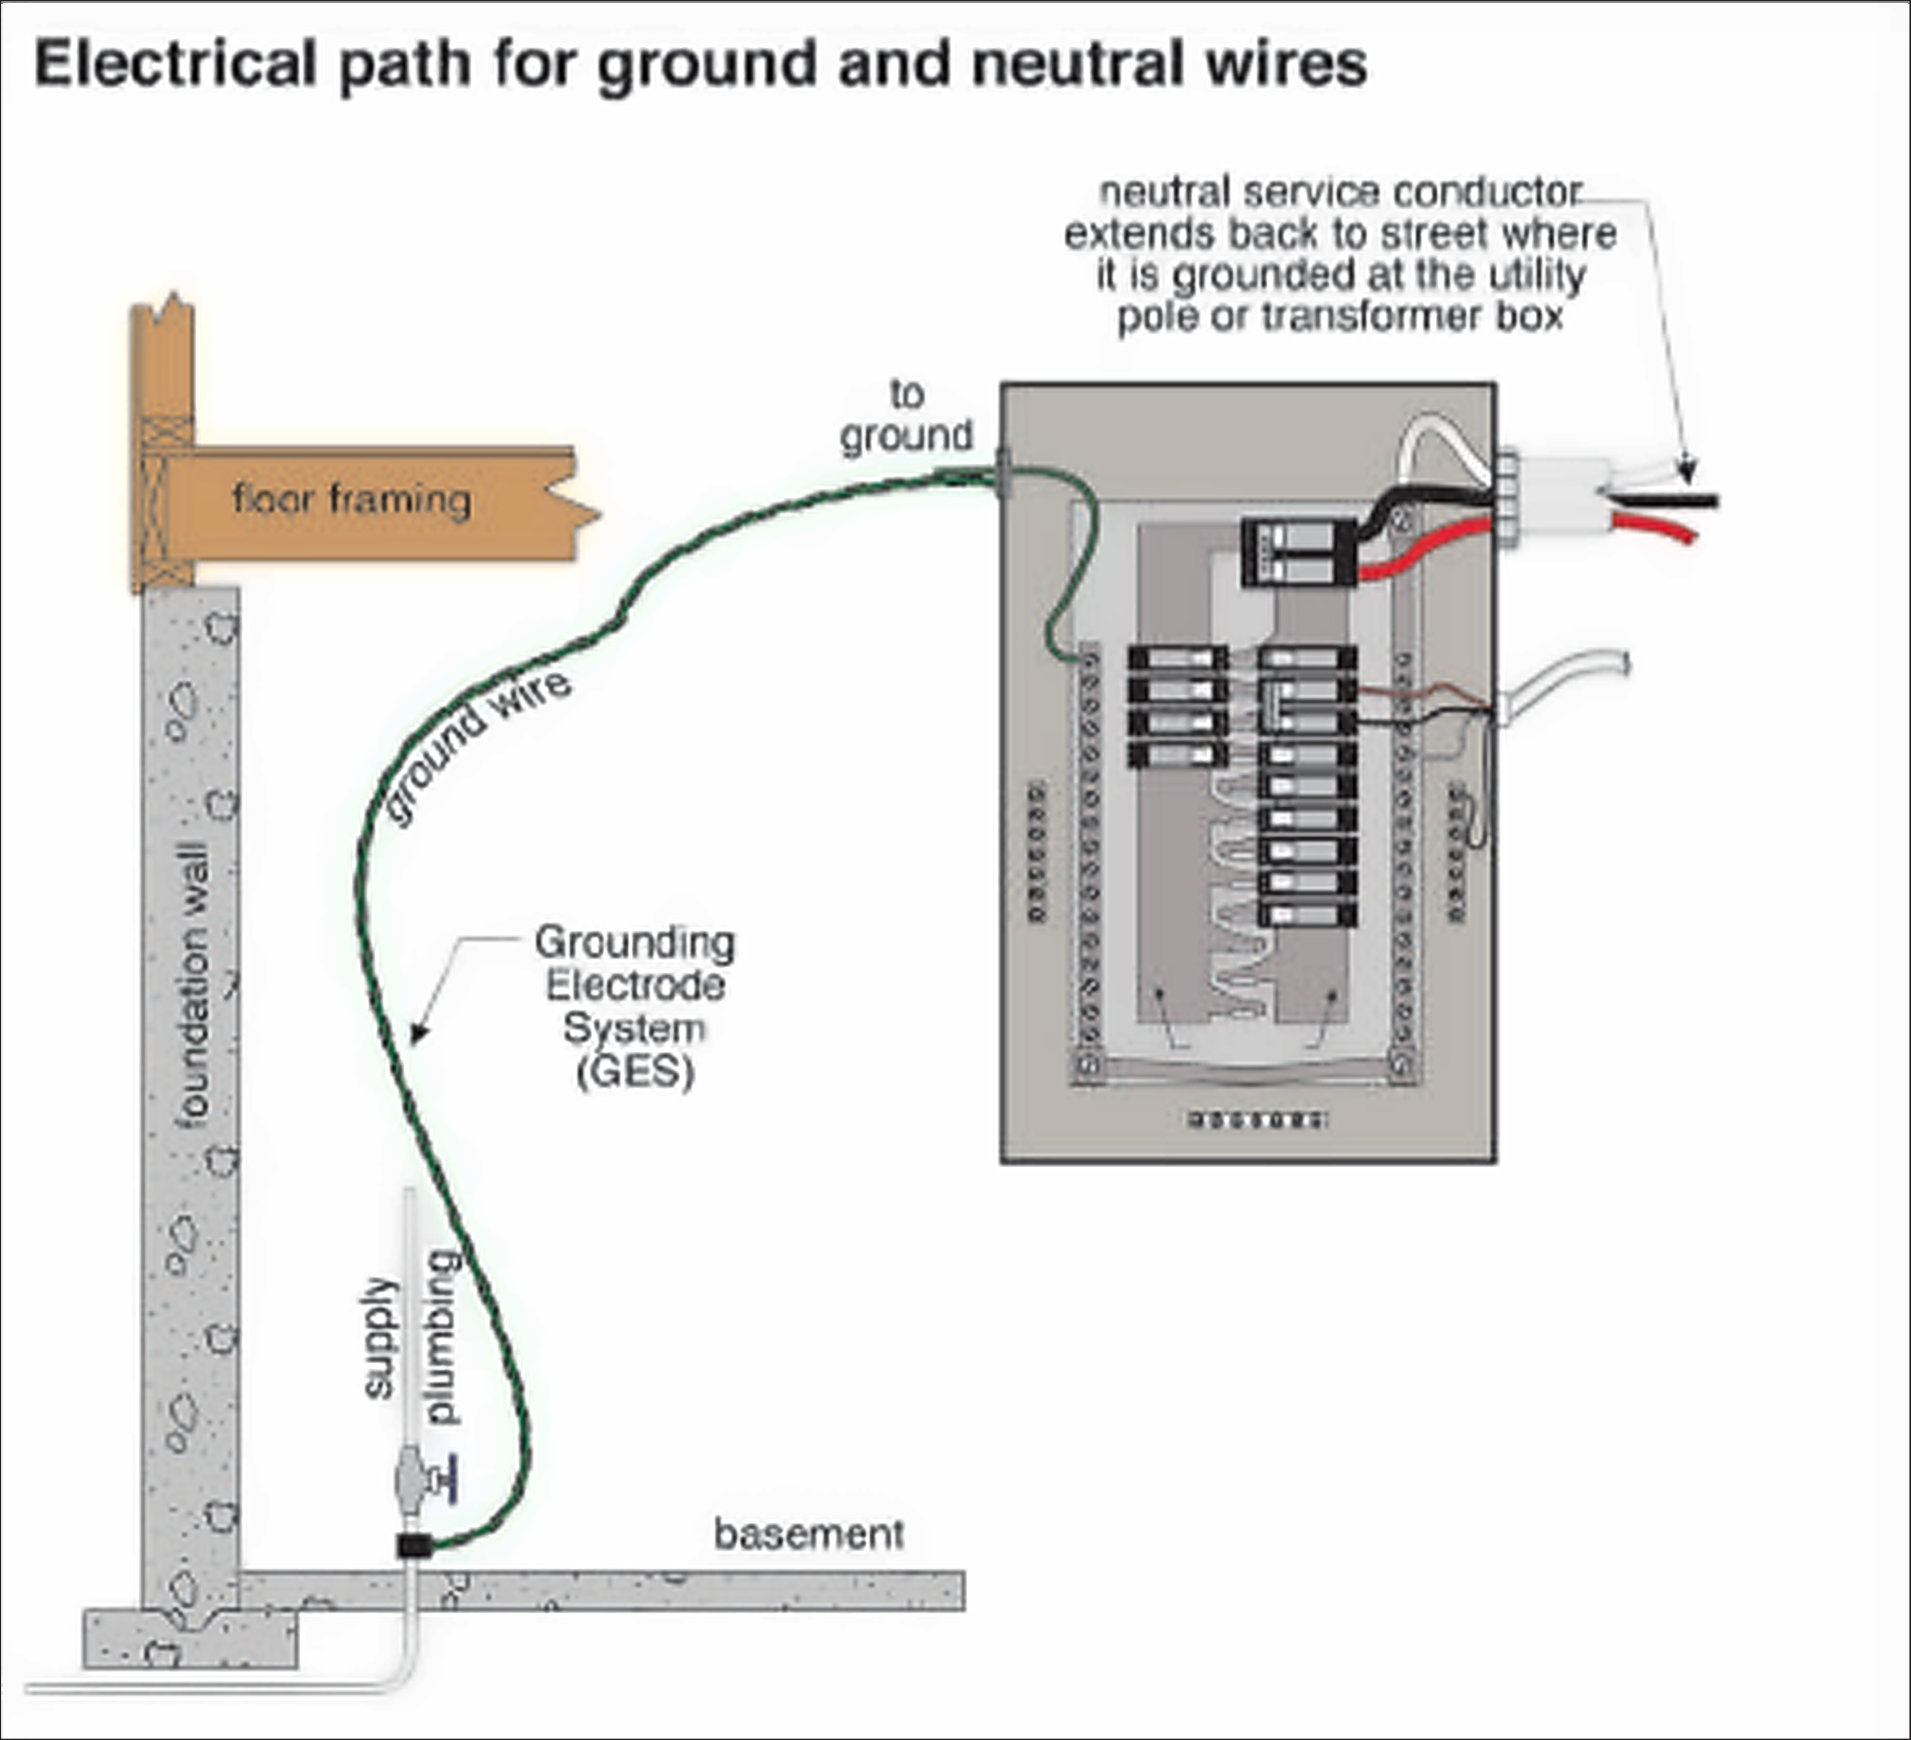 Electrical path for ground and neutral wires
neutral service conductor
extends back to street where
it is grounded at the utility
pole or transformer box
to
ground
floor framing
ground wire
foundation wall
Grounding
Electrode
System
(GES)
supply
plumbing
basement